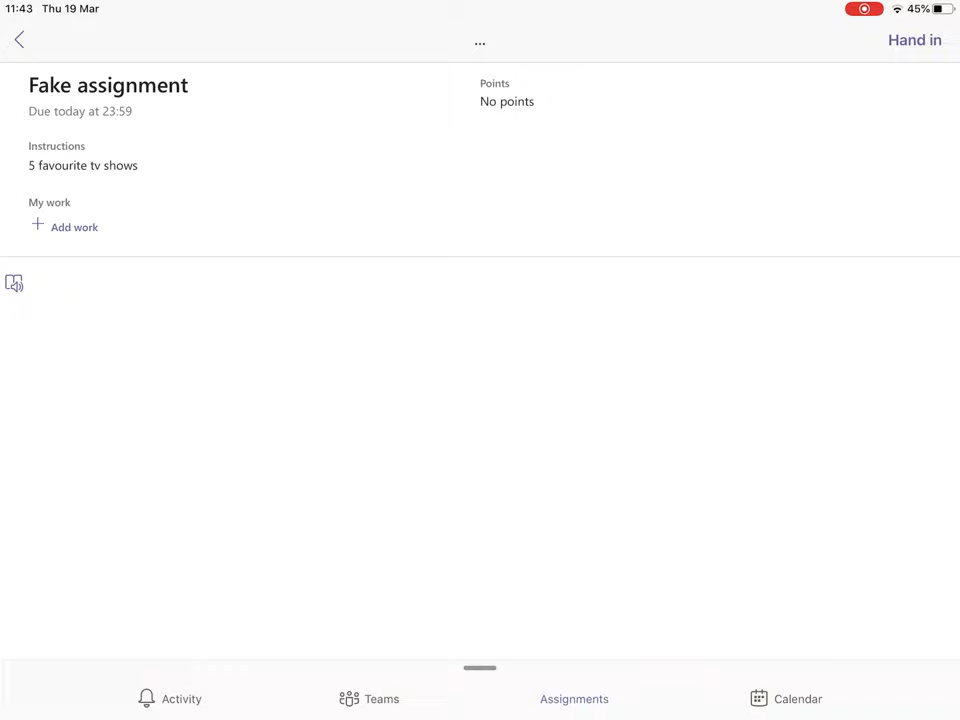 11:43 Thu 19 Mar
45%
...
Hand in
Fake assignment
Due today at 23:59
Points
No points
Instructions
5 favourite tv shows
My work
+ Add work
Activity
Teams
Assignments
Calendar